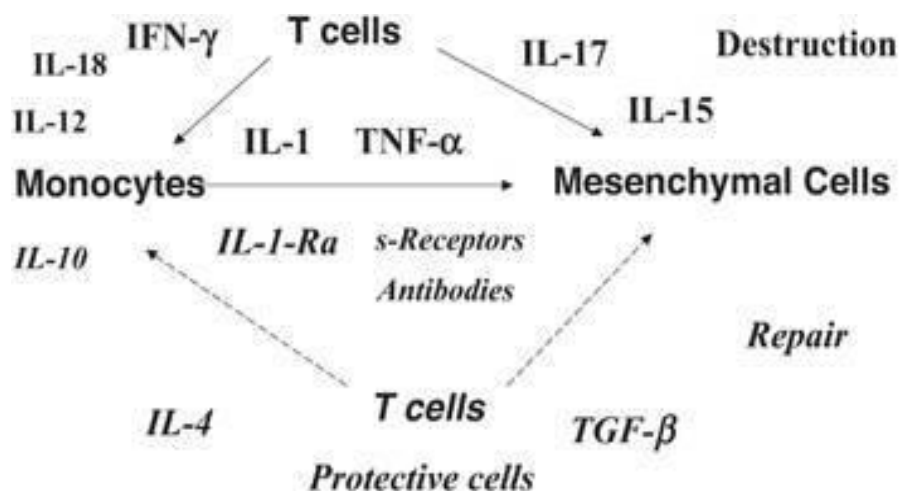 IFN-γ T cells
IL-17 Destruction
IL-18
IL-12
IL-15
IL-1 TNF-α
Monocytes Mesenchymal Cells
IL-1-Ra s-Receptors
IL-10
Antibodies
Repair
T cells
IL-4 TGF-β
Protective cells